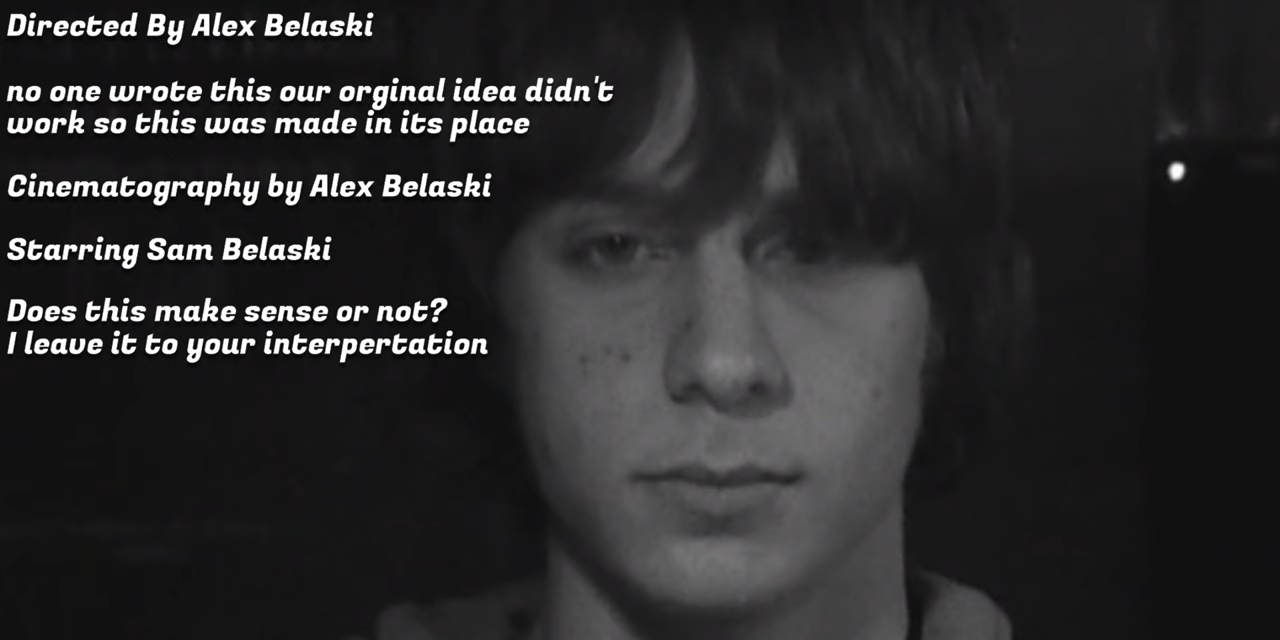 Directed By Alex Belaski
no one wrote this our orginal idea didn't
work so this was made in its place
Cinematography by Alex Belaski
Starring Sam Belaski
Does this make sense or not?
I leave it to your interpertation